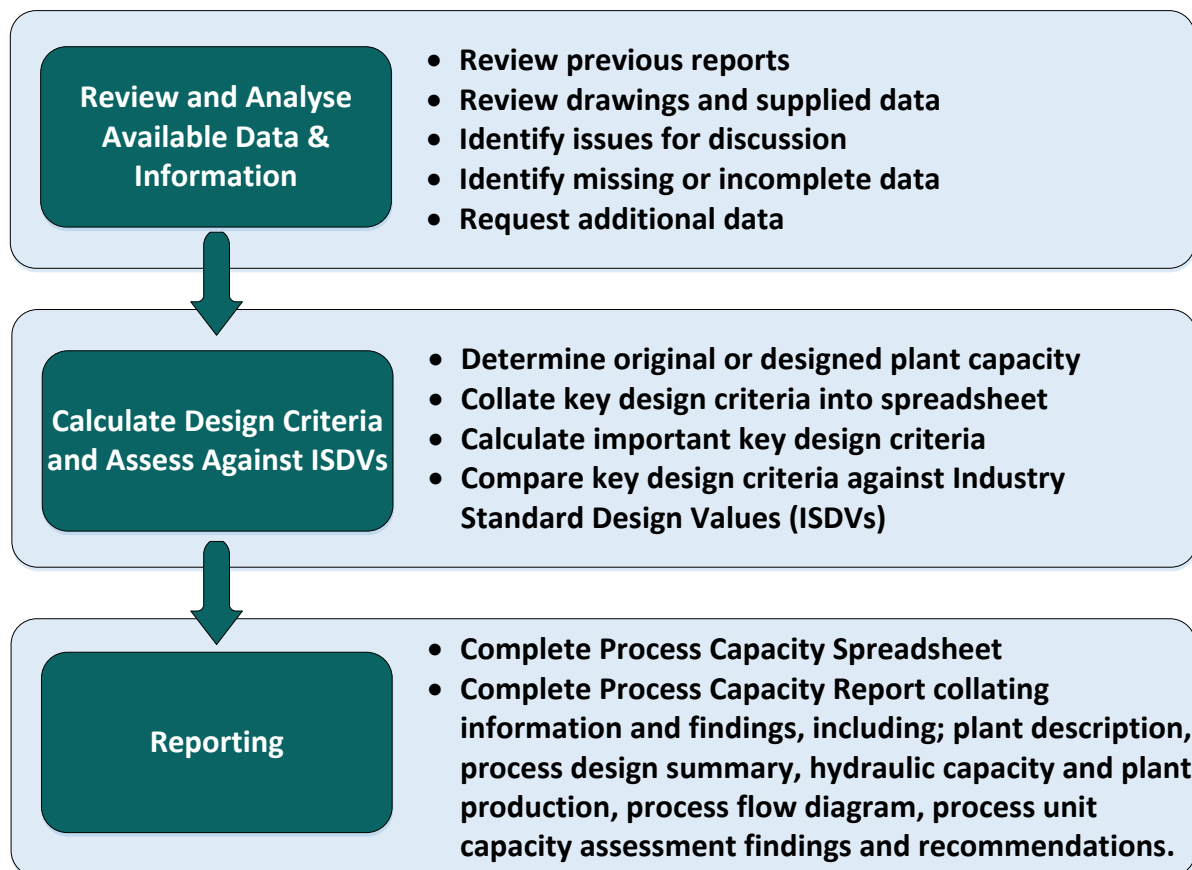 Review and Analyse
Available Data &
Information
• Review previous reports
• Review drawings and supplied data
• Identify issues for discussion
• Identify missing or incomplete data
• Request additional data
Calculate Design Criteria
and Assess Against ISDVs
• Determine original or designed plant capacity
• Collate key design criteria into spreadsheet
• Calculate important key design criteria
• Compare key design criteria against Industry
Standard Design Values (ISDVs)
Reporting
• Complete Process Capacity Spreadsheet
• Complete Process Capacity Report collating
information and findings, including; plant description,
process design summary, hydraulic capacity and plant
production, process flow diagram, process unit
capacity assessment findings and recommendations.